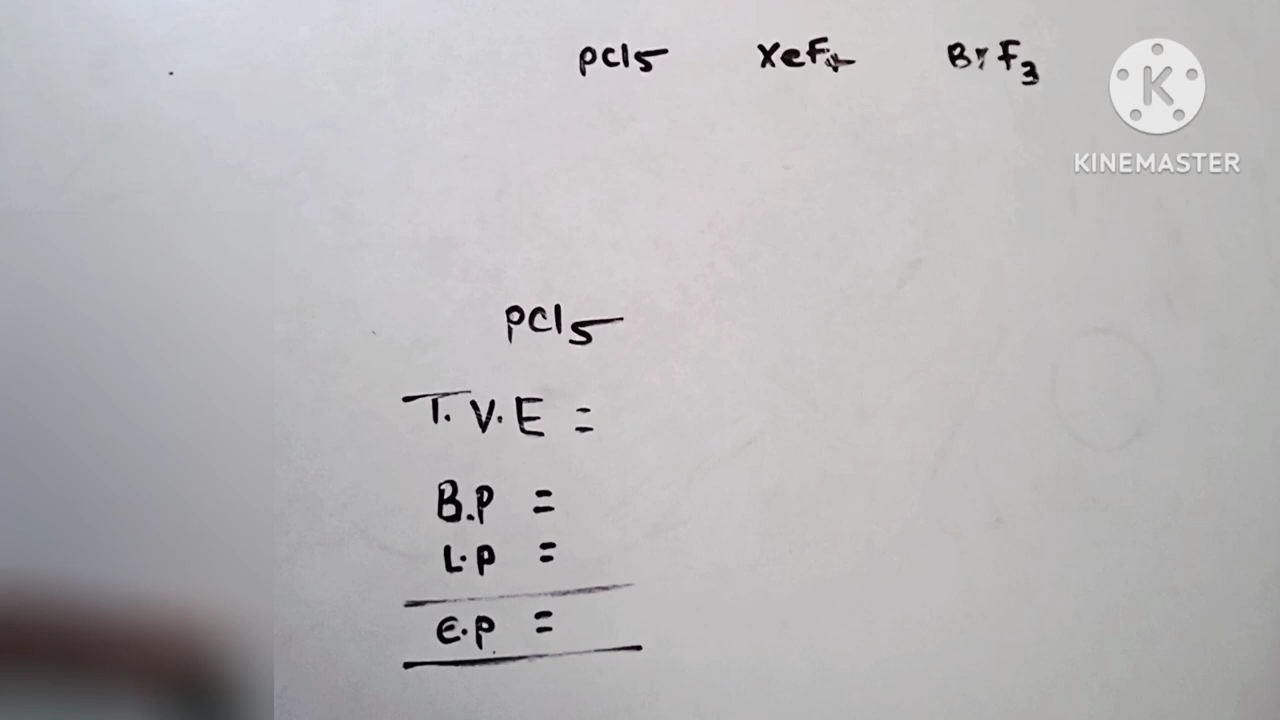 pcl5 XeF4 BrF3
KINEMASTER
pcl5
T.V.E =
B.P =
L.P =
E.P =